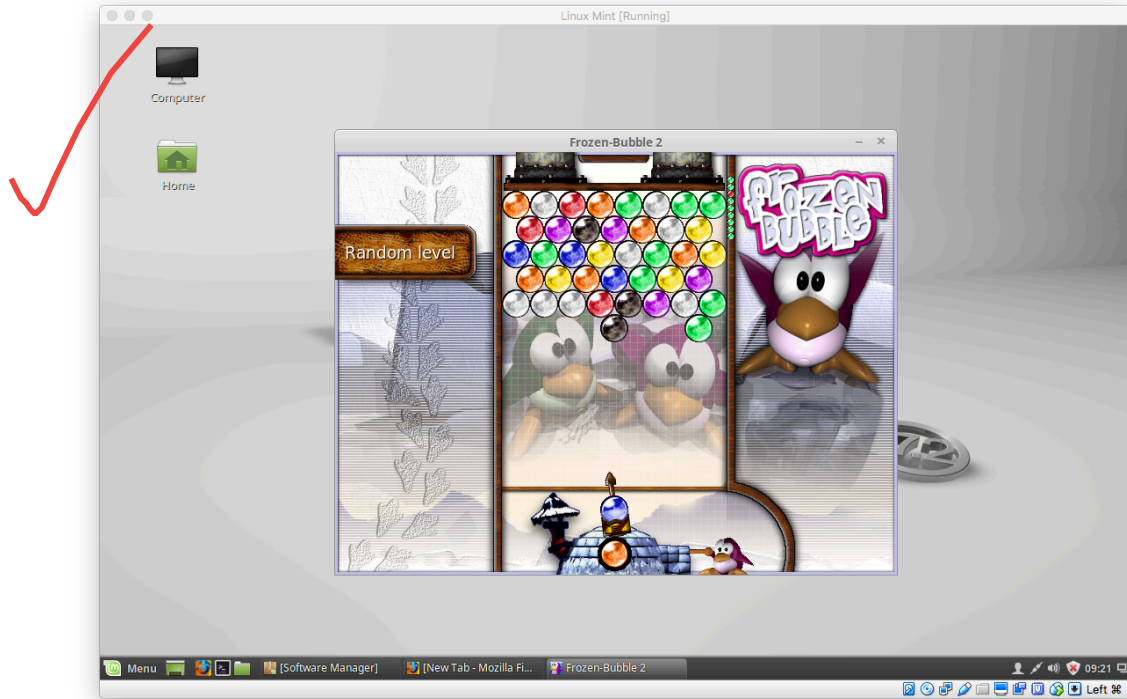 Linux Mint [Running]
Computer
Home
Frozen-Bubble 2
Random level
frozen
BUBBLE
Menu
[Software Manager]
[New Tab - Mozilla Fi...
Frozen-Bubble 2
09:21
Left ⌘